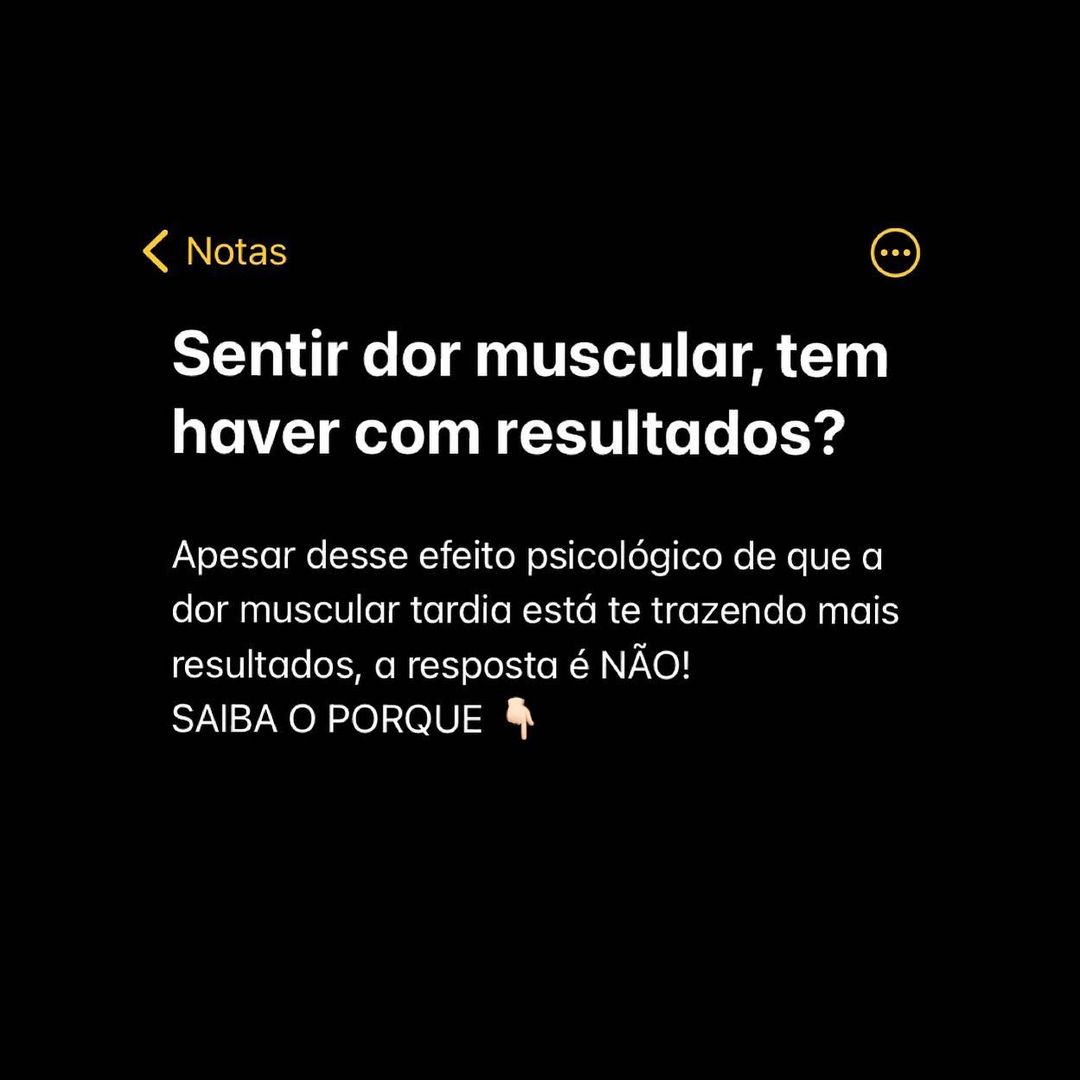 Notas
Sentir dor muscular, tem
haver com resultados?
Apesar desse efeito psicológico de que a
dor muscular tardia está te trazendo mais
resultados, a resposta é NÃO!
SAIBA O PORQUE 👇🏻